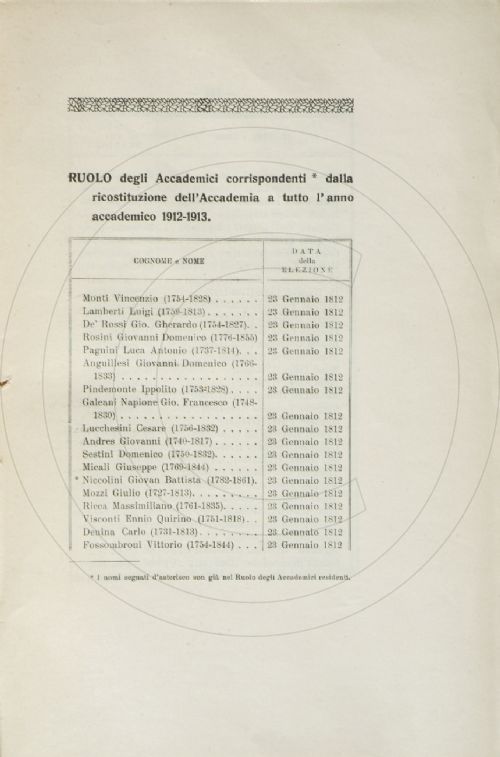 RUOLO degli Accademici corrispondenti * dalla
ricostituzione dell'Accademia a tutto l'anno
accademico 1912-1913.
COGNOME e NOME
DATA
della
ELEZIONE
Monti Vincenzio (1754-1828) . . . . . . 23 Gennaio 1812
Lamberti Luigi (1759-1813) . . . . . . . 23 Gennaio 1812
De' Rossi Gio. Gherardo (1754-1827). . 23 Gennaio 1812
Rosini Giovanni Domenico (1776-1855) 23 Gennaio 1812
Pagnini Luca Antonio (1737-1814). . . 23 Gennaio 1812
Anguillesi Giovanni Domenico (1766-
1833) . . . . . . . . . . . . . . . . . . 23 Gennaio 1812
Pindemonte Ippolito (1753-1828) . . . . 23 Gennaio 1812
Galeani Napione Gio. Francesco (1748-
1830) . . . . . . . . . . . . . . . . . . 23 Gennaio 1812
Lucchesini Cesare (1756-1832) . . . . . 23 Gennaio 1812
Andres Giovanni (1740-1817) . . . . . . 23 Gennaio 1812
Sestini Domenico (1750-1832). . . . . . 23 Gennaio 1812
Micali Giuseppe (1769-1844) . . . . . . 23 Gennaio 1812
* Niccolini Giovan Battista (1782-1861). 23 Gennaio 1812
Mozzi Giulio (1727-1813). . . . . . . . . 23 Gennaio 1812
Ricca Massimiliano (1761-1835). . . . . 23 Gennaio 1812
Visconti Ennio Quirino (1751-1818) . . 23 Gennaio 1812
Denina Carlo (1731-1813) . . . . . . . . 23 Gennaio 1812
Fossombroni Vittorio (1754-1844) . . . 23 Gennaio 1812
* I nomi segnati d'asterisco son già nel Ruolo degli Accademici residenti.